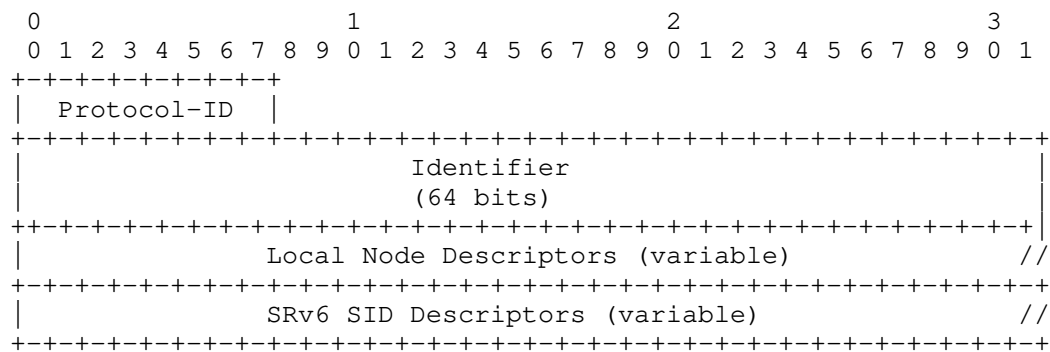 0                   1                   2                   3
 0 1 2 3 4 5 6 7 8 9 0 1 2 3 4 5 6 7 8 9 0 1 2 3 4 5 6 7 8 9 0 1
+-+-+-+-+-+-+-+-+
|  Protocol-ID  |
+-+-+-+-+-+-+-+-+-+-+-+-+-+-+-+-+-+-+-+-+-+-+-+-+-+-+-+-+-+-+-+-+
|                        Identifier                             |
|                        (64 bits)                              |
++-+-+-+-+-+-+-+-+-+-+-+-+-+-+-+-+-+-+-+-+-+-+-+-+-+-+-+-+-+-+-+|
|               Local Node Descriptors (variable)              //
+-+-+-+-+-+-+-+-+-+-+-+-+-+-+-+-+-+-+-+-+-+-+-+-+-+-+-+-+-+-+-+-+
|               SRv6 SID Descriptors (variable)                //
+-+-+-+-+-+-+-+-+-+-+-+-+-+-+-+-+-+-+-+-+-+-+-+-+-+-+-+-+-+-+-+-+